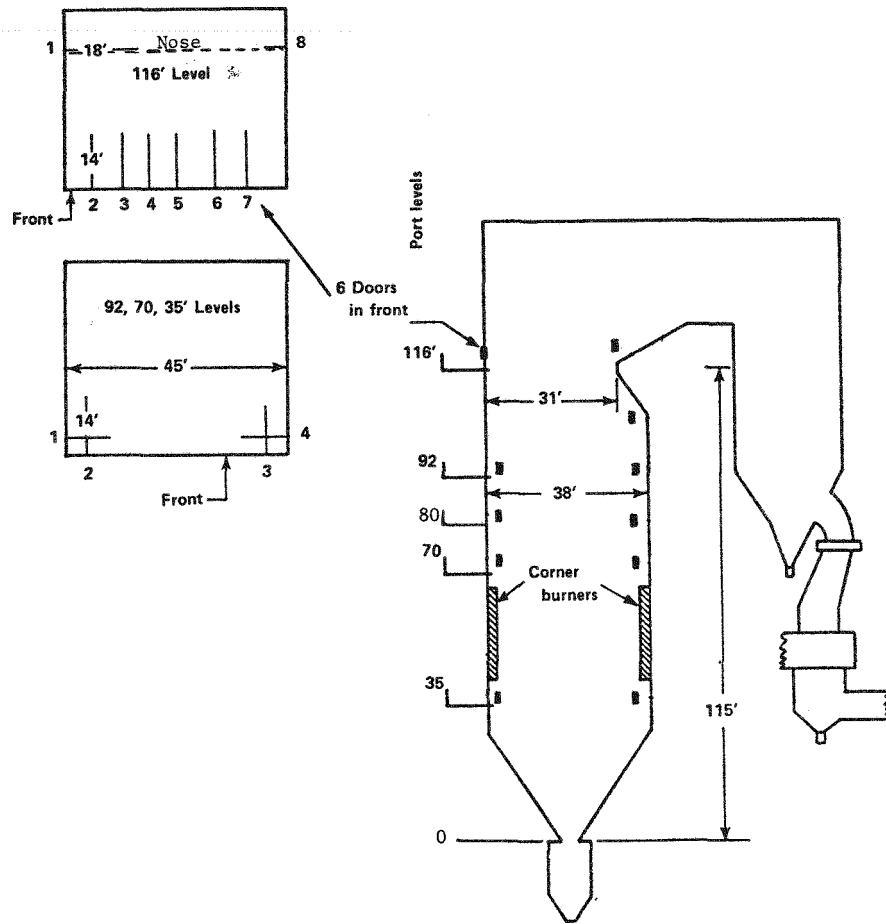 Nose
1 18' 8
116' Level
14'
2 3 4 5 6 7
Front
6 Doors
in front
92, 70, 35' Levels
45'
14'
1 4
2 3
Front
Port levels
116'
31'
92
38'
80
70
Corner
burners
35
115'
0